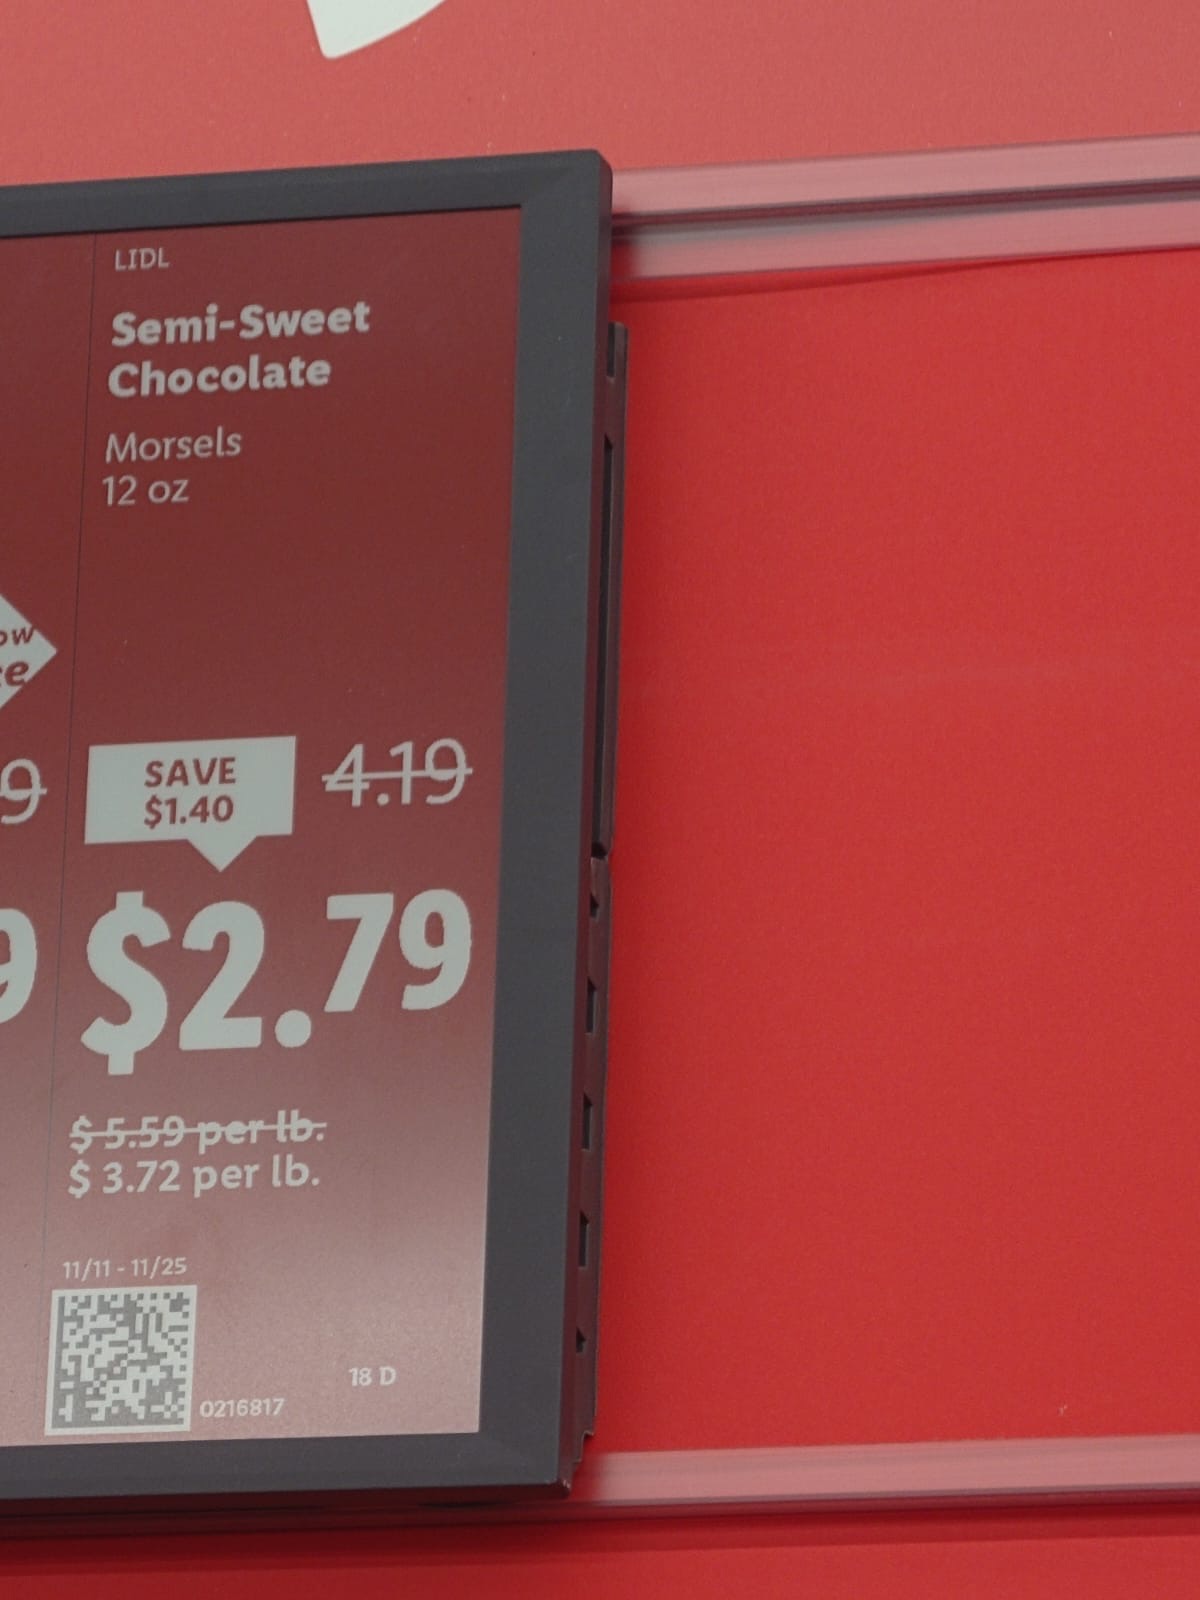 LIDL
Semi-Sweet
Chocolate
Morsels
12 oz
SAVE
$1.40
4.19
$2.79
$ 5.59 per lb.
$ 3.72 per lb.
11/11 - 11/25
18 D
0216817